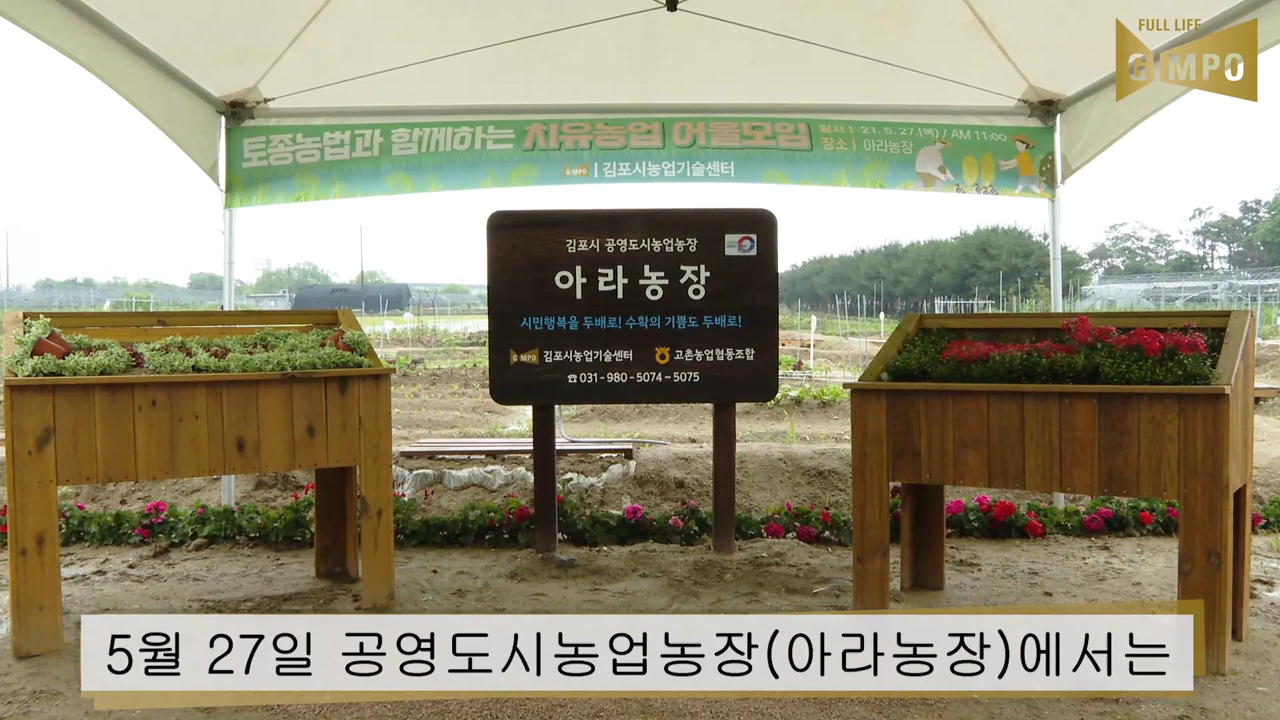 FULL LIFE
GIMPO
토종농법과 함께하는 치유농업 어울모임
일시 | 21. 5. 27.(목) / AM 11:00
장소 | 아라농장
GIMPO | 김포시농업기술센터
김포시 공영도시농업농장
아라농장
시민행복을 두배로! 수확의 기쁨도 두배로!
GIMPO 김포시농업기술센터 고촌농업협동조합
☎031-980-5074~5075
5월 27일 공영도시농업농장(아라농장)에서는